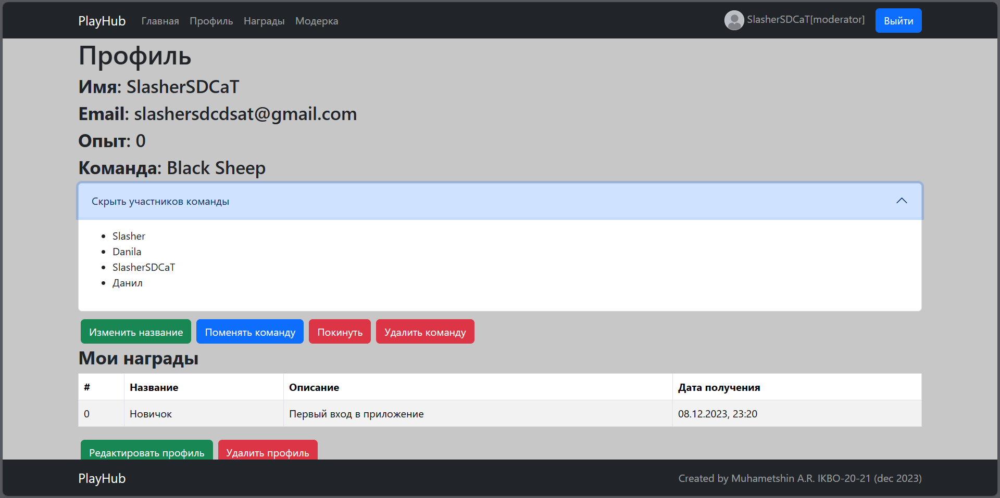 PlayHub Главная Профиль Награды Модерка SlasherSDCaT[moderator] Выйти
Профиль
Имя: SlasherSDCaT
Email: slashersdcdsat@gmail.com
Опыт: 0
Команда: Black Sheep
Скрыть участников команды
Slasher
Danila
SlasherSDCaT
Данил
Изменить название Поменять команду Покинуть Удалить команду
Мои награды
# Название Описание Дата получения
0 Новичок Первый вход в приложение 08.12.2023, 23:20
Редактировать профиль Удалить профиль
PlayHub Created by Muhametshin A.R. IKBO-20-21 (dec 2023)